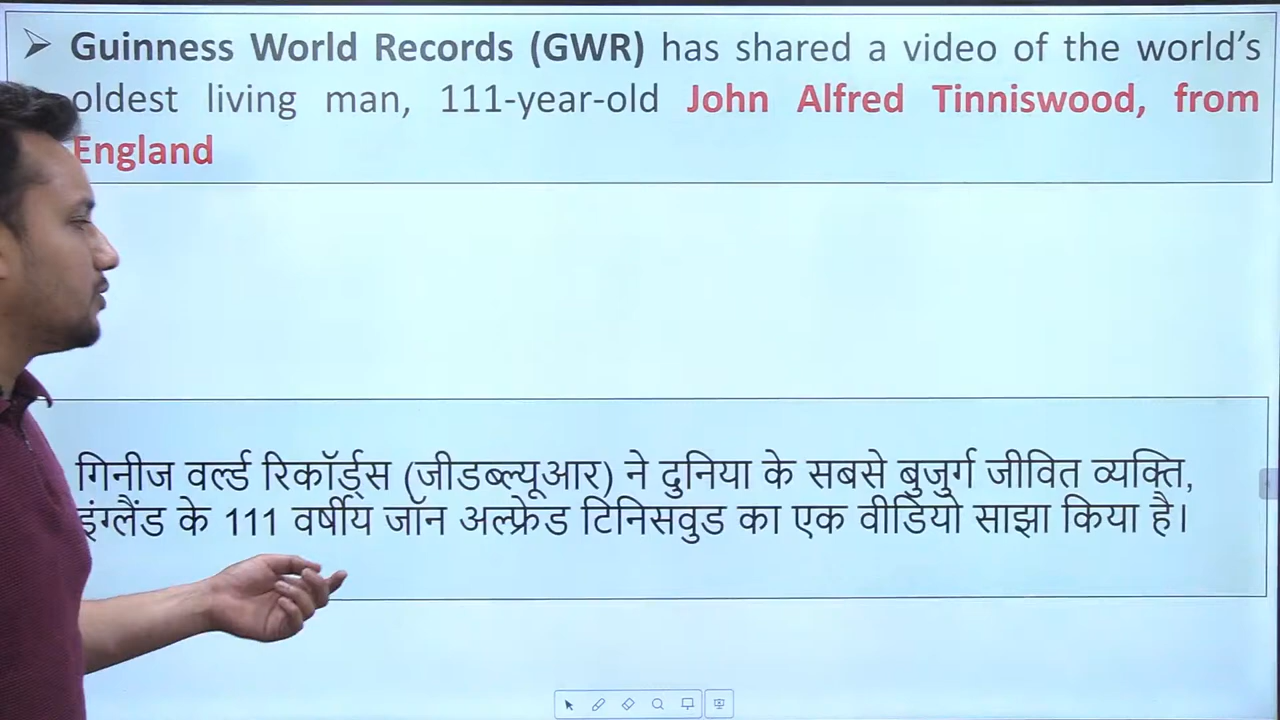 ➢ Guinness World Records (GWR) has shared a video of the world’s
oldest living man, 111-year-old John Alfred Tinniswood, from
England
गिनीज वर्ल्ड रिकॉर्ड्स (जीडब्ल्यूआर) ने दुनिया के सबसे बुजुर्ग जीवित व्यक्ति,
इंग्लैंड के 111 वर्षीय जॉन अल्फ्रेड टिनिसवुड का एक वीडियो साझा किया है।